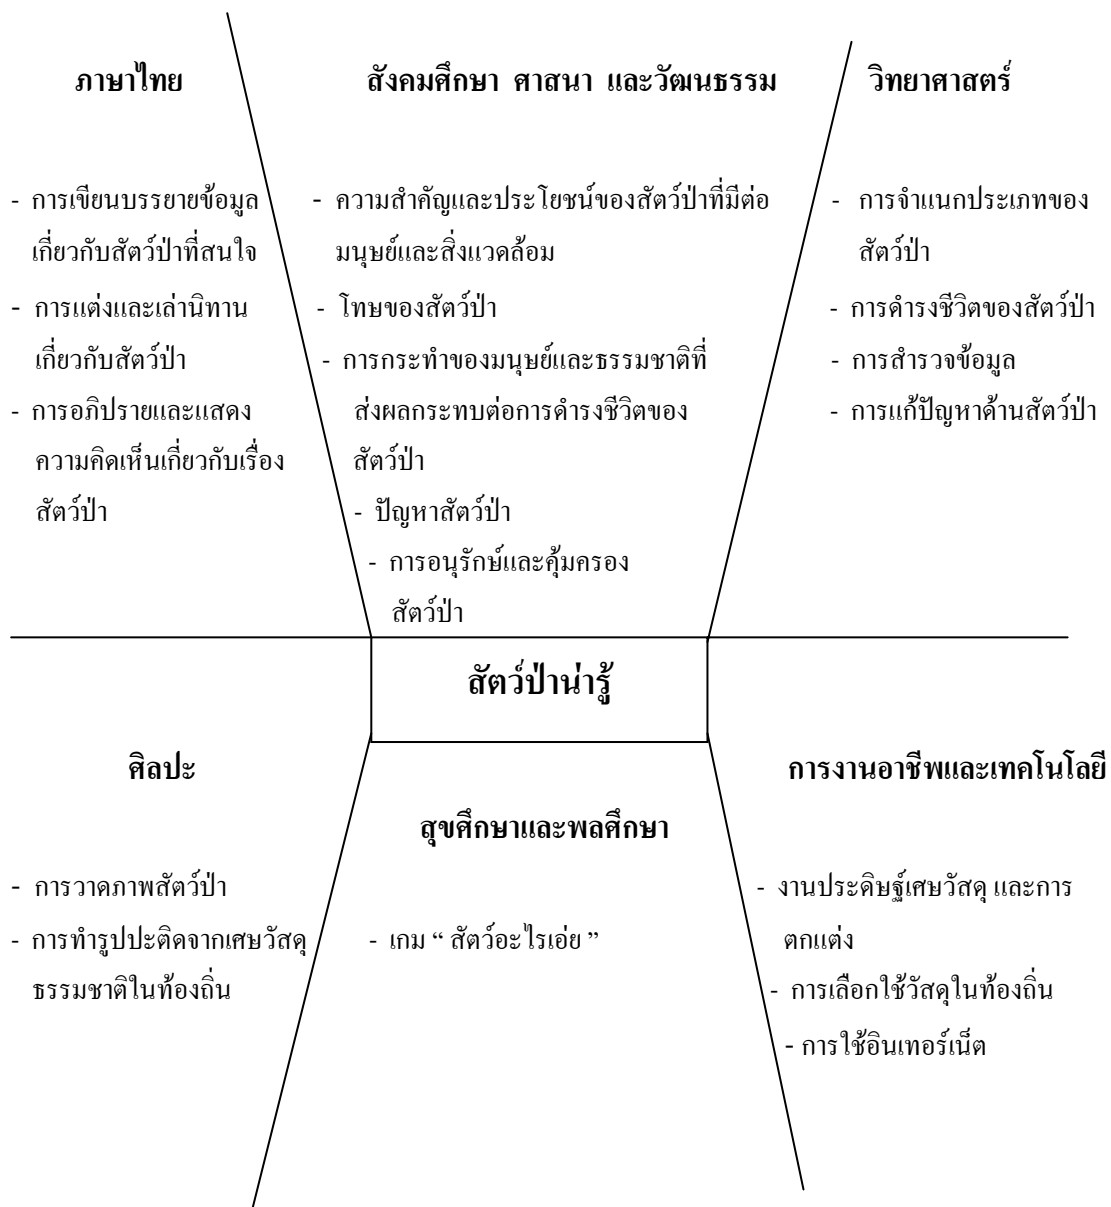 ภาษาไทย
- การเขียนบรรยายข้อมูล
เกี่ยวกับสัตว์ป่าที่สนใจ
- การแต่งและเล่านิทาน
เกี่ยวกับสัตว์ป่า
- การอภิปรายและแสดง
ความคิดเห็นเกี่ยวกับเรื่อง
สัตว์ป่า
สังคมศึกษา ศาสนา และวัฒนธรรม
- ความสำคัญและประโยชน์ของสัตว์ป่าที่มีต่อ
มนุษย์และสิ่งแวดล้อม
- โทษของสัตว์ป่า
- การกระทำของมนุษย์และธรรมชาติที่
ส่งผลกระทบต่อการดำรงชีวิตของ
สัตว์ป่า
- ปัญหาสัตว์ป่า
- การอนุรักษ์และคุ้มครอง
สัตว์ป่า
วิทยาศาสตร์
- การจำแนกประเภทของ
สัตว์ป่า
- การดำรงชีวิตของสัตว์ป่า
- การสำรวจข้อมูล
- การแก้ปัญหาด้านสัตว์ป่า
สัตว์ป่าน่ารู้
ศิลปะ
- การวาดภาพสัตว์ป่า
- การทำรูปปะติดจากเศษวัสดุ
ธรรมชาติในท้องถิ่น
สุขศึกษาและพลศึกษา
- เกม “ สัตว์อะไรเอ่ย ”
การงานอาชีพและเทคโนโลยี
- งานประดิษฐ์เศษวัสดุ และการ
ตกแต่ง
- การเลือกใช้วัสดุในท้องถิ่น
- การใช้อินเทอร์เน็ต